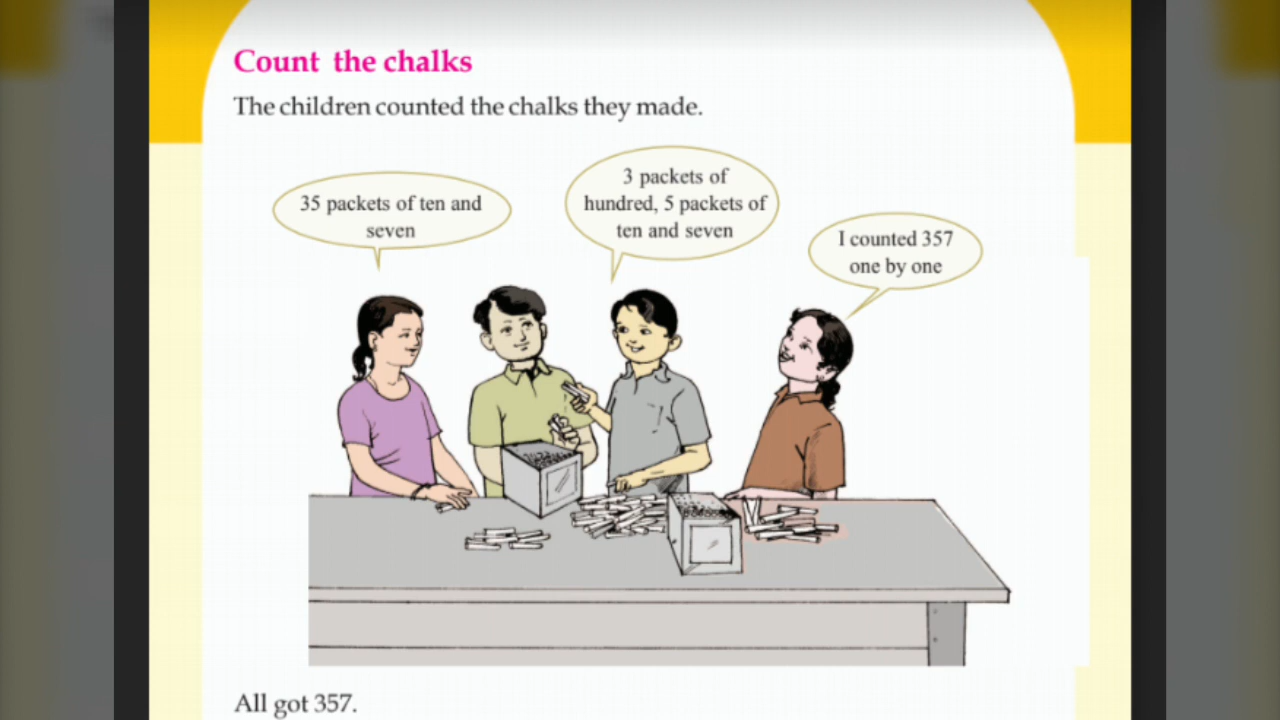 Count the chalks
The children counted the chalks they made.
35 packets of ten and
seven
3 packets of
hundred, 5 packets of
ten and seven
I counted 357
one by one
All got 357.